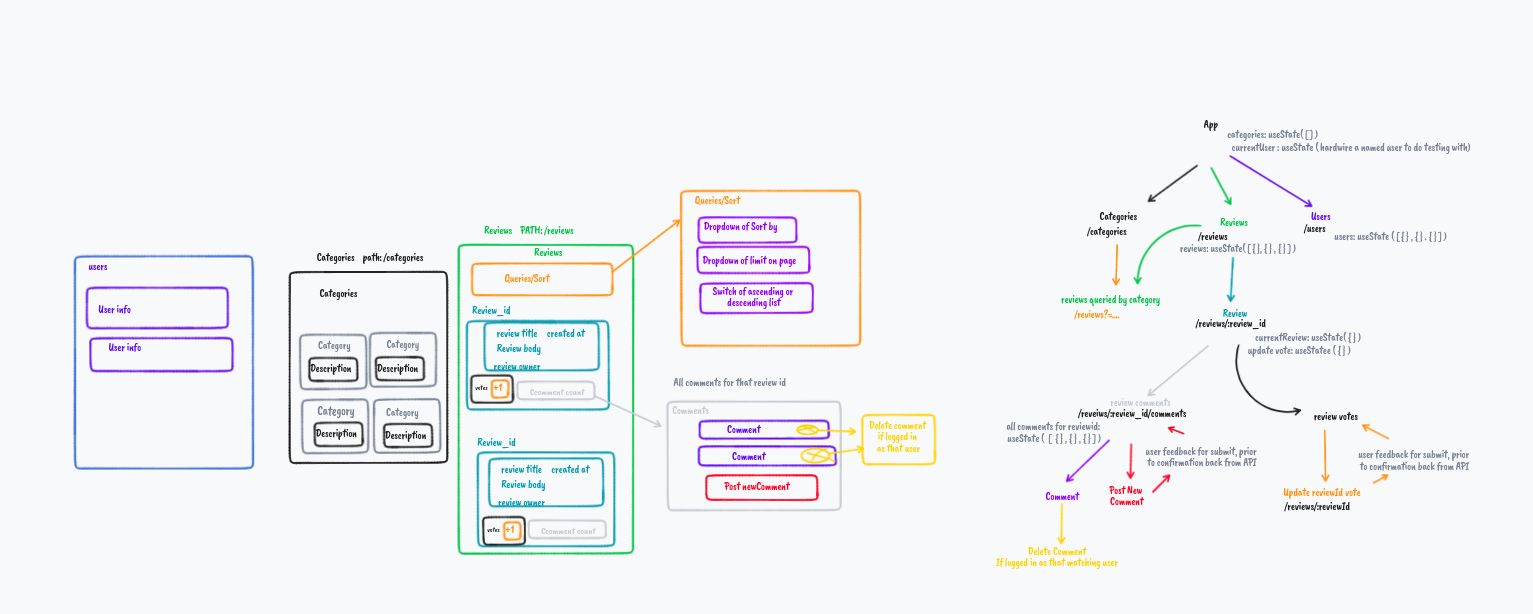 users
User info
User info
Categories path: /categories
Categories
Category
Description
Category
Description
Category
Description
Category
Description
Reviews PATH: /reviews
Reviews
Queries/Sort
Review_id
review title created at
Review body
review owner
votes
+1
Cromment count
Review_id
review title created at
Review body
review owner
votes
+1
Cromment count
Queries/Sort
Dropdown of Sort by
Dropdown of limit on page
Switch of ascending or
descending list
All comments for that review id
Comments
Comment
Comment
Post newComment
Delete comment
if logged in
as that user
App
categories: useState([])
currentUser : useState ( hardwire a named user to do testing with)
Categories
/categories
Reviews
/reviews
reviews: useState([{},{},{}])
Users
/users
users: useState ([{},{},{}])
reviews queried by category
/reviews?=....
Review
/reviews/:review_id
currentReview: useState({})
update vote: useStatee ({})
review comments
/reveiws/:review_id/comments
all comments for reviewid:
useState ( [ {},{},{}])
user feedback for submit, prior
to confirmation back from API
Comment
Post New
Comment
Delete Comment
If logged in as that matching user
review votes
user feedback for submit, prior
to confirmation back from API
Update reviewId vote
/reviews/:reviewId